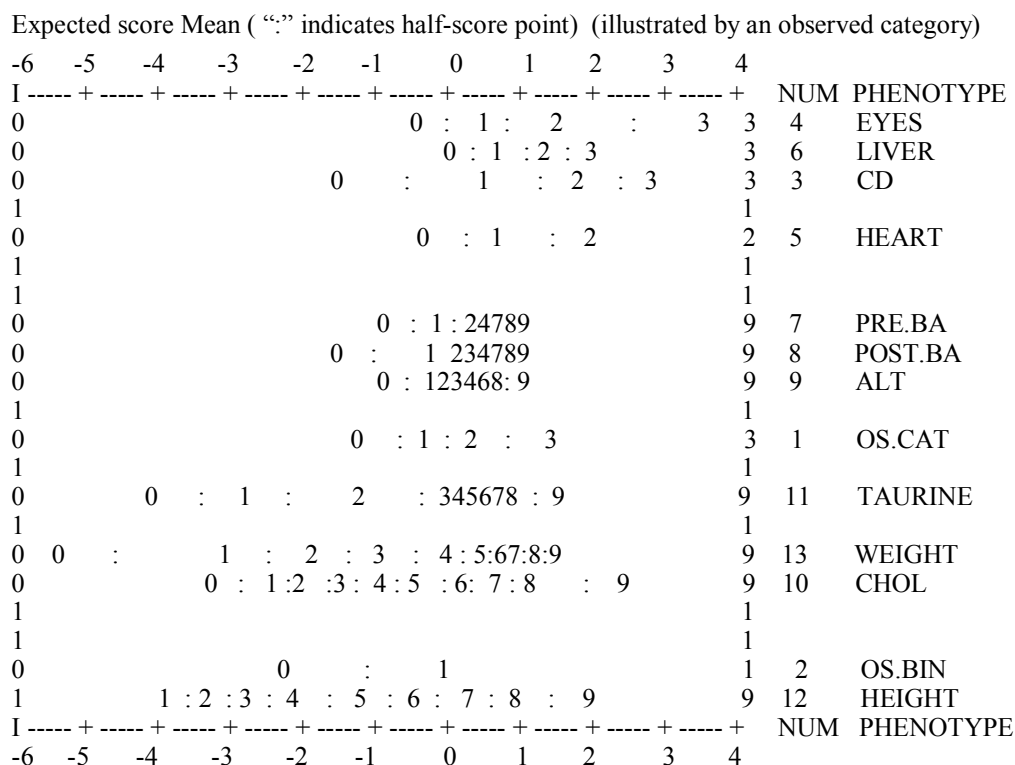 Expected score Mean ( “:” indicates half-score point) (illustrated by an observed category)
-6 -5 -4 -3 -2 -1 0 1 2 3 4
I ----- + ----- + ----- + ----- + ----- + ----- + ----- + ----- + ----- + ----- + NUM PHENOTYPE
0 0 : 1 : 2 : 3 3 4 EYES
0 0 : 1 : 2 : 3 3 6 LIVER
0 0 : 1 : 2 : 3 3 3 CD
1 1
0 0 : 1 : 2 2 5 HEART
1 1
1 1
0 0 : 1 : 24789 9 7 PRE.BA
0 0 : 1 234789 9 8 POST.BA
0 0 : 123468: 9 9 9 ALT
1 1
0 0 : 1 : 2 : 3 3 1 OS.CAT
1 1
0 0 : 1 : 2 : 345678 : 9 9 11 TAURINE
1 1
0 0 : 1 : 2 : 3 : 4 : 5:67:8:9 9 13 WEIGHT
0 0 : 1 :2 :3 : 4 : 5 : 6: 7 : 8 : 9 9 10 CHOL
1 1
1 1
0 0 : 1 1 2 OS.BIN
1 1 : 2 : 3 : 4 : 5 : 6 : 7 : 8 : 9 9 12 HEIGHT
I ----- + ----- + ----- + ----- + ----- + ----- + ----- + ----- + ----- + ----- + NUM PHENOTYPE
-6 -5 -4 -3 -2 -1 0 1 2 3 4